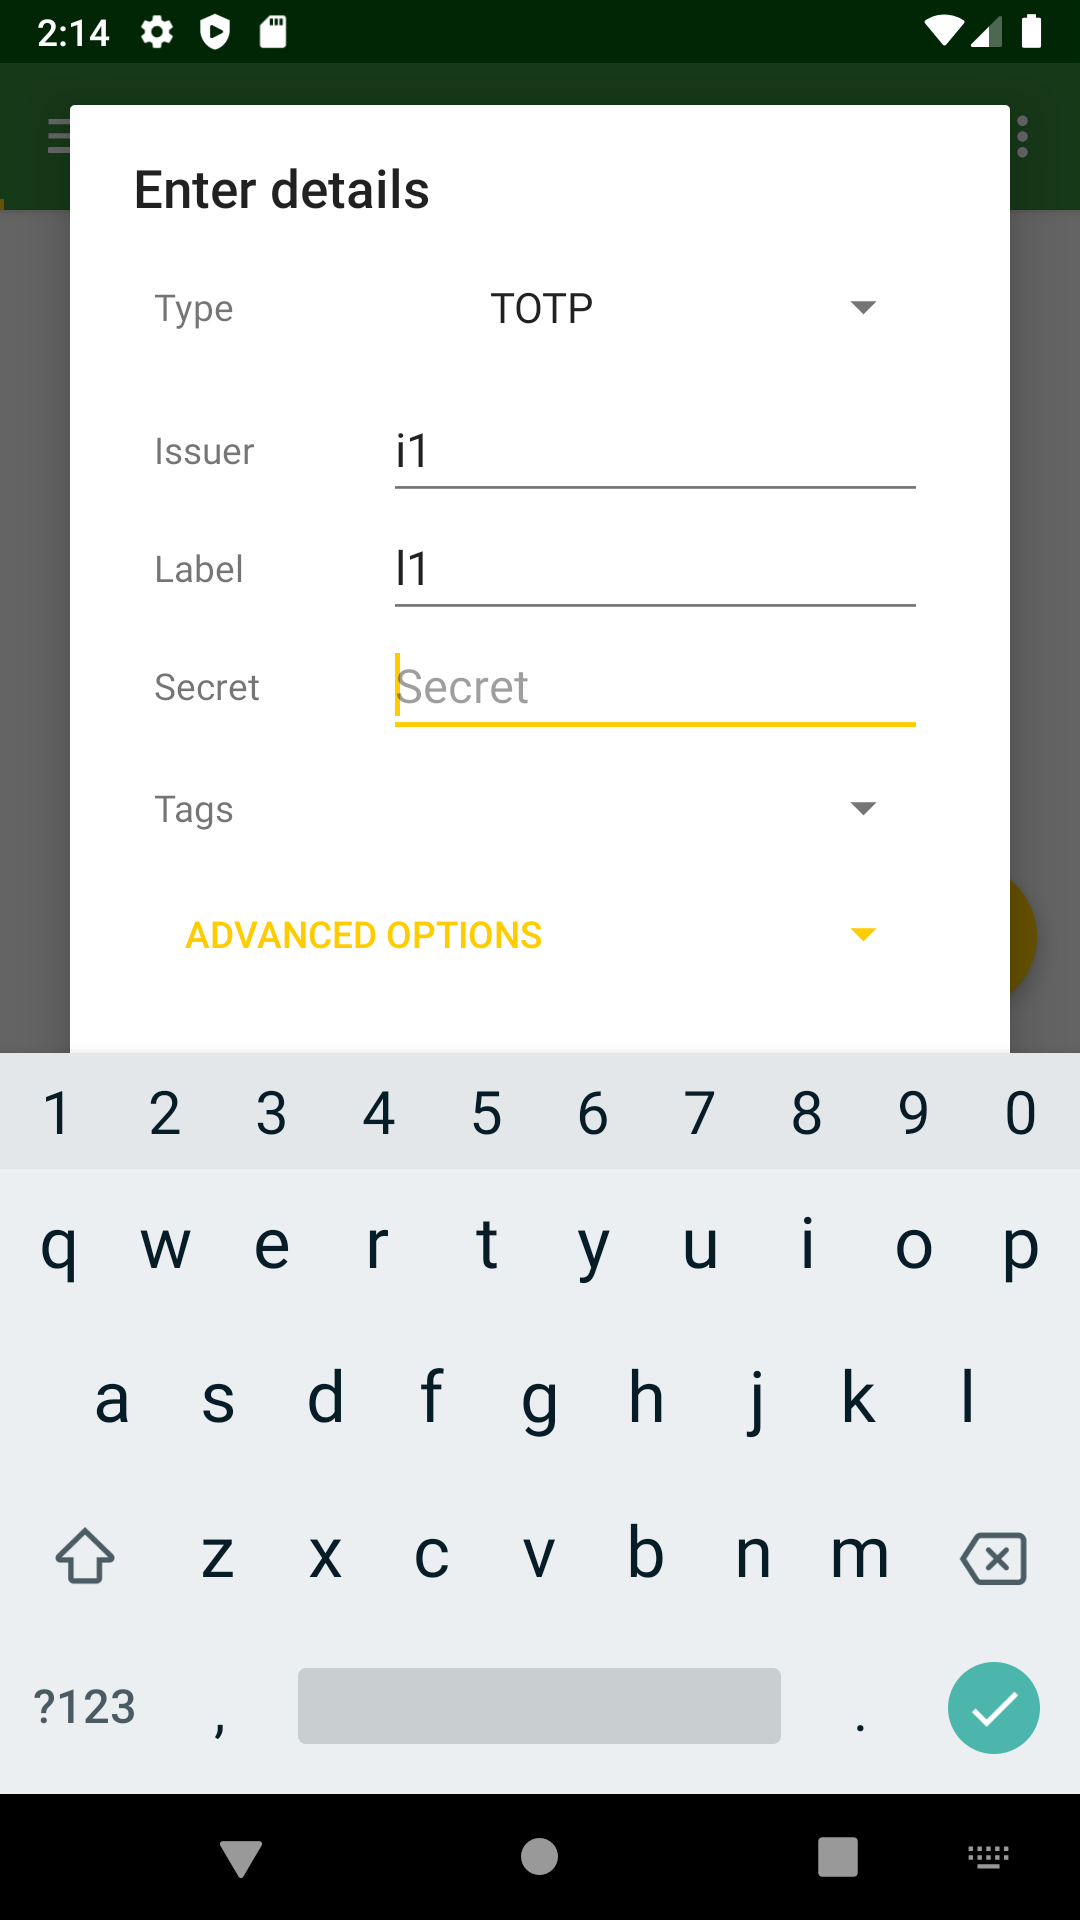 2:14
Enter details
Type TOTP
Issuer i1
Label l1
Secret Secret
Tags
ADVANCED OPTIONS
1 2 3 4 5 6 7 8 9 0
q w e r t y u i o p
a s d f g h j k l
z x c v b n m
?123 , .